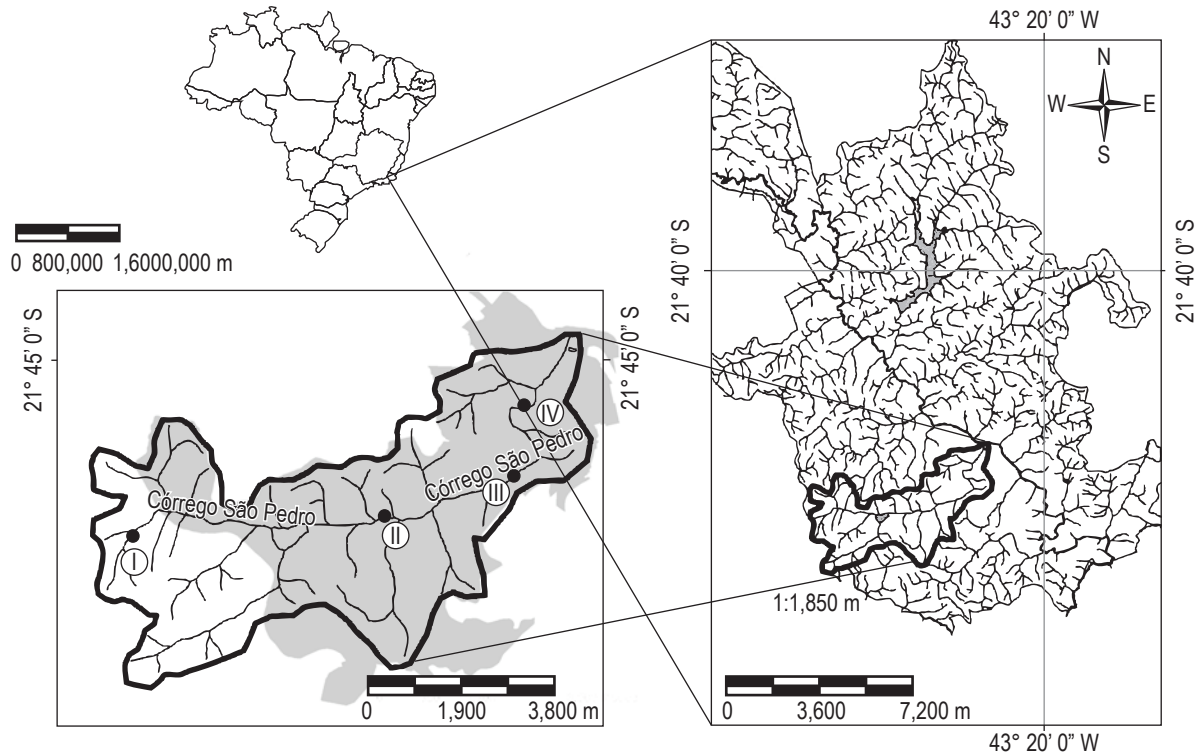 43° 20' 0" W
N
W
E
S
0 800,000 1,6000,000 m
21° 40' 0" S
21° 40' 0" S
21° 45' 0" S
21° 45' 0" S
IV
Córrego São Pedro
III
Córrego São Pedro
II
I
1:1,850 m
0 1,900 3,800 m
0 3,600 7,200 m
43° 20' 0" W